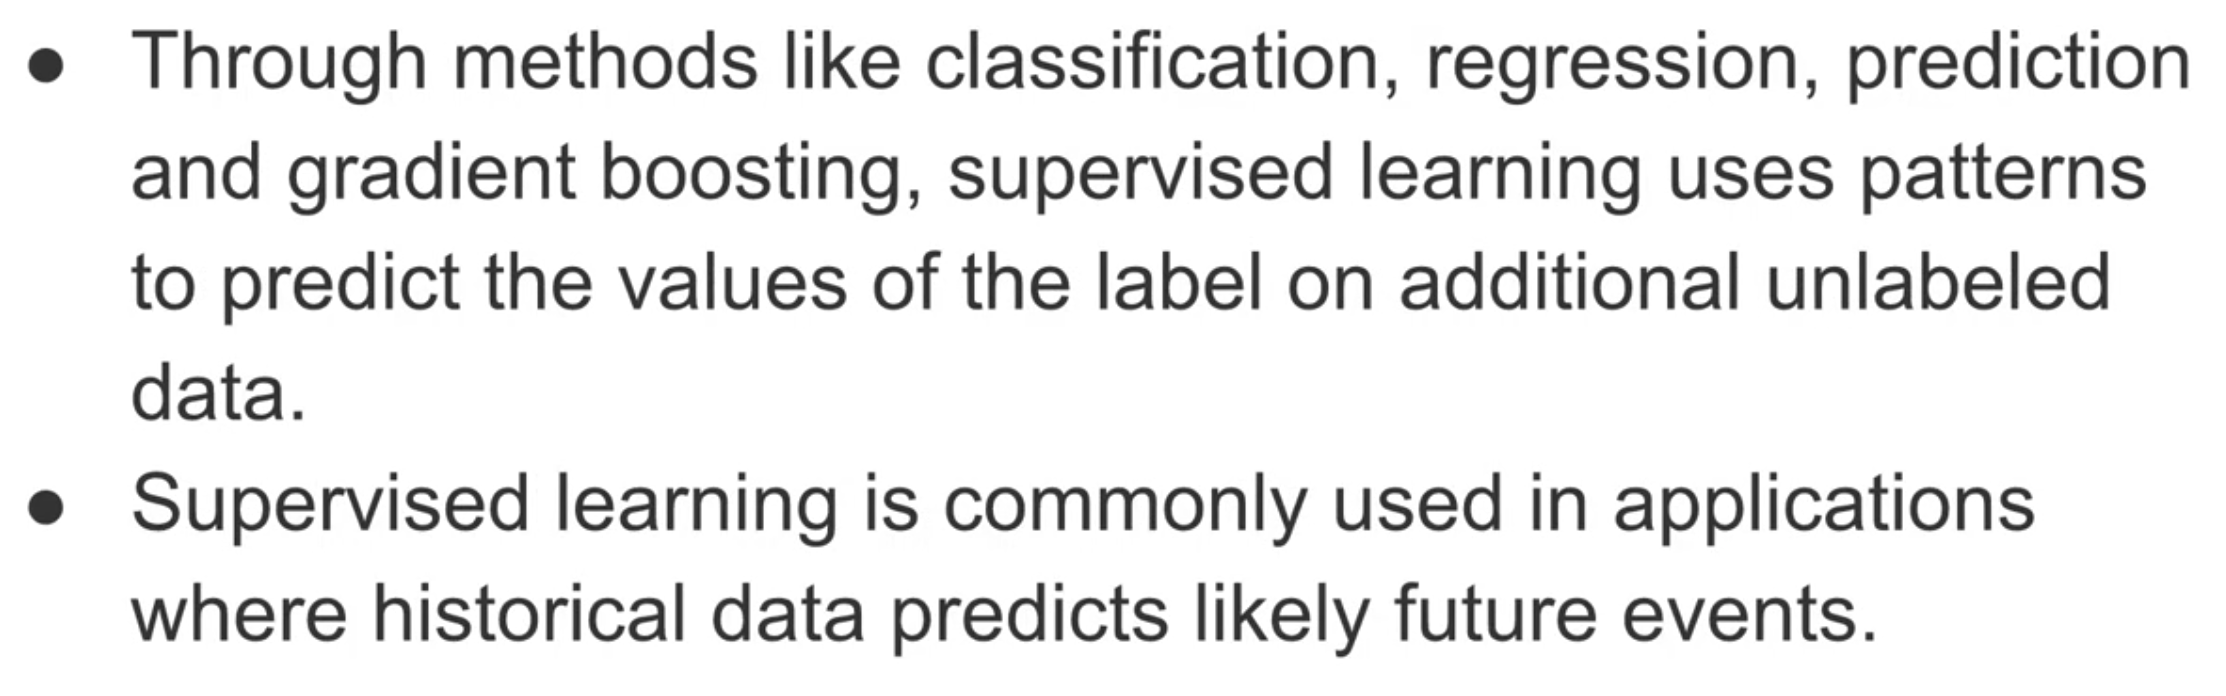 ● Through methods like classification, regression, prediction
and gradient boosting, supervised learning uses patterns
to predict the values of the label on additional unlabeled
data.
● Supervised learning is commonly used in applications
where historical data predicts likely future events.